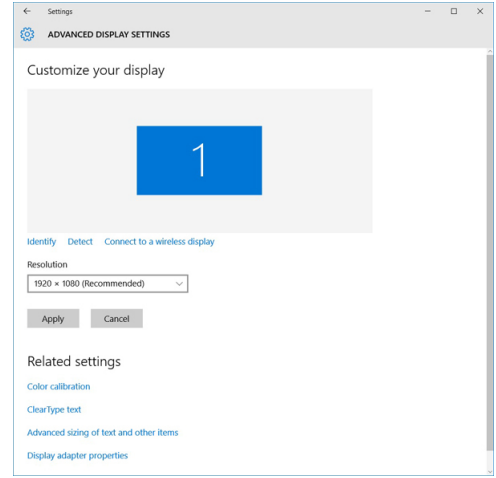 Settings
ADVANCED DISPLAY SETTINGS
Customize your display
1
Identify Detect Connect to a wireless display
Resolution
1920 × 1080 (Recommended)
Apply Cancel
Related settings
Color calibration
ClearType text
Advanced sizing of text and other items
Display adapter properties